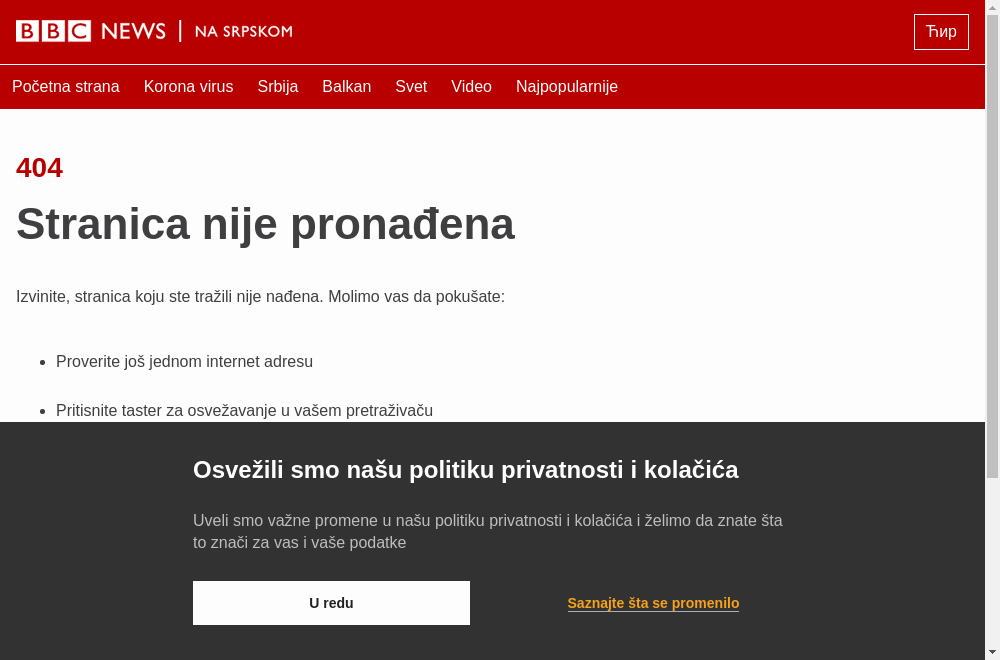 BBC NEWS | NA SRPSKOM
Ћир
Početna strana Korona virus Srbija Balkan Svet Video Najpopularnije
404
Stranica nije pronađena
Izvinite, stranica koju ste tražili nije nađena. Molimo vas da pokušate:
• Proverite još jednom internet adresu
• Pritisnite taster za osvežavanje u vašem pretraživaču
Osvežili smo našu politiku privatnosti i kolačića
Uveli smo važne promene u našu politiku privatnosti i kolačića i želimo da znate šta
to znači za vas i vaše podatke
U redu
Saznajte šta se promenilo